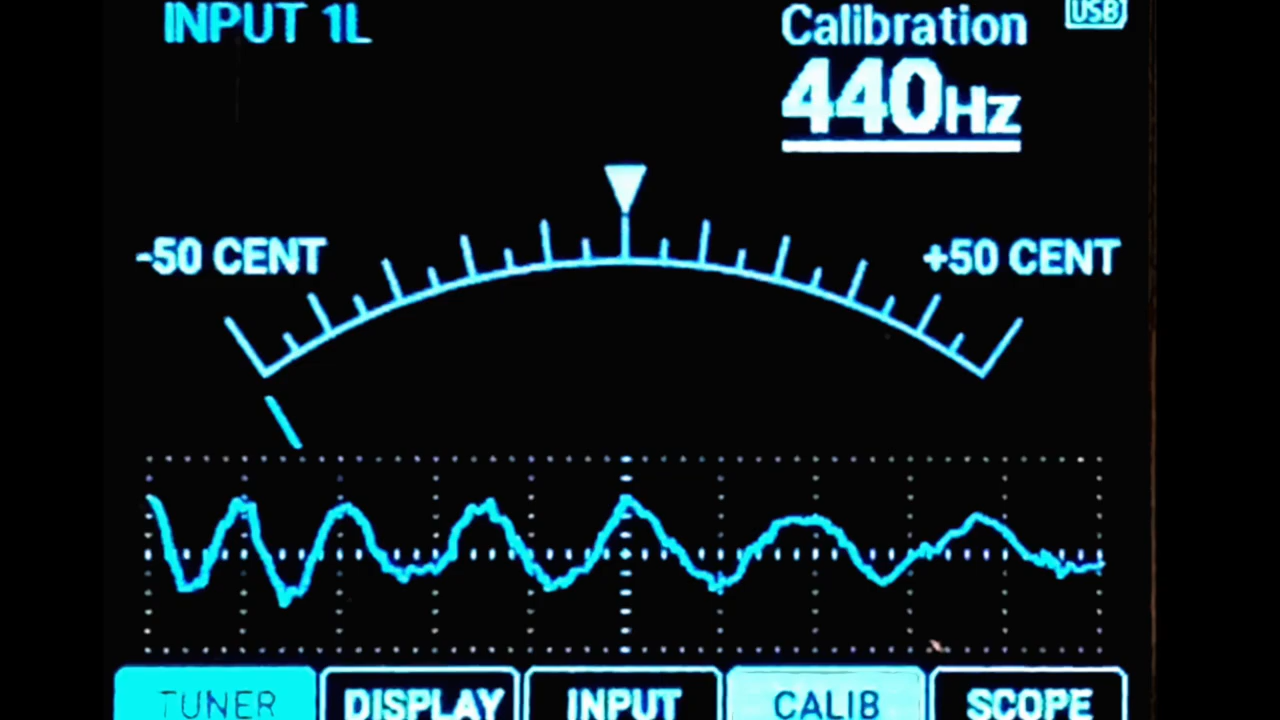 INPUT 1L
Calibration
USB
440Hz
-50 CENT
+50 CENT
TUNER
DISPLAY
INPUT
CALIB
SCOPE